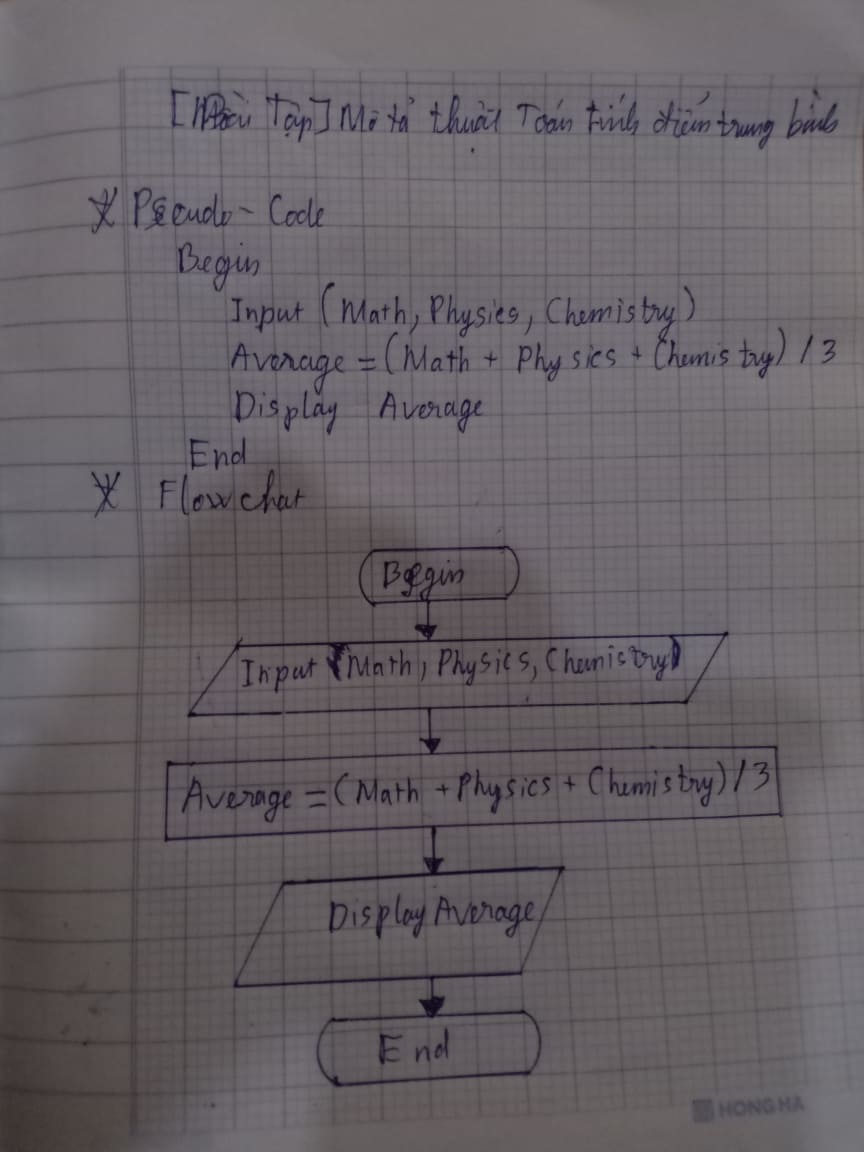 [Bài Tập] Mô tả thuật Toán tính điểm trung bình
* Pseudo - Code
Begin
Input (Math, Physics, Chemistry)
Average = (Math + Physics + Chemistry) / 3
Display Average
End
* Flowchat
Begin
Input (Math, Physics, Chemistry)
Average = (Math + Physics + Chemistry) / 3
Display Average
End
HONG HA